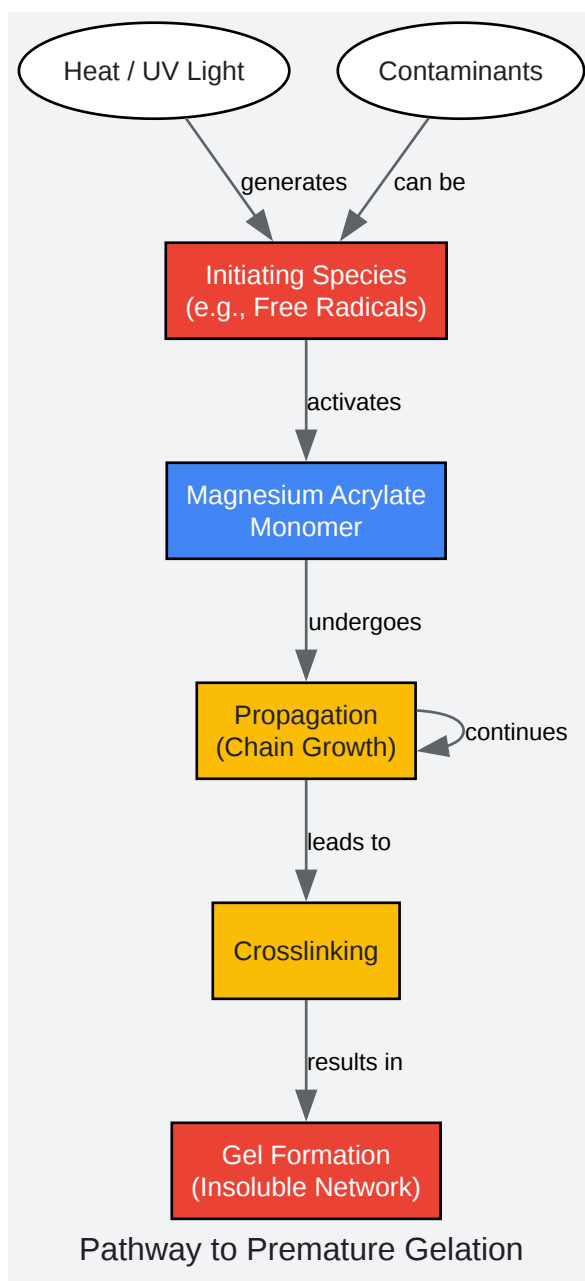 Heat / UV Light
Contaminants
generates
can be
Initiating Species
(e.g., Free Radicals)
activates
Magnesium Acrylate
Monomer
undergoes
Propagation
(Chain Growth)
continues
leads to
Crosslinking
results in
Gel Formation
(Insoluble Network)
Pathway to Premature Gelation